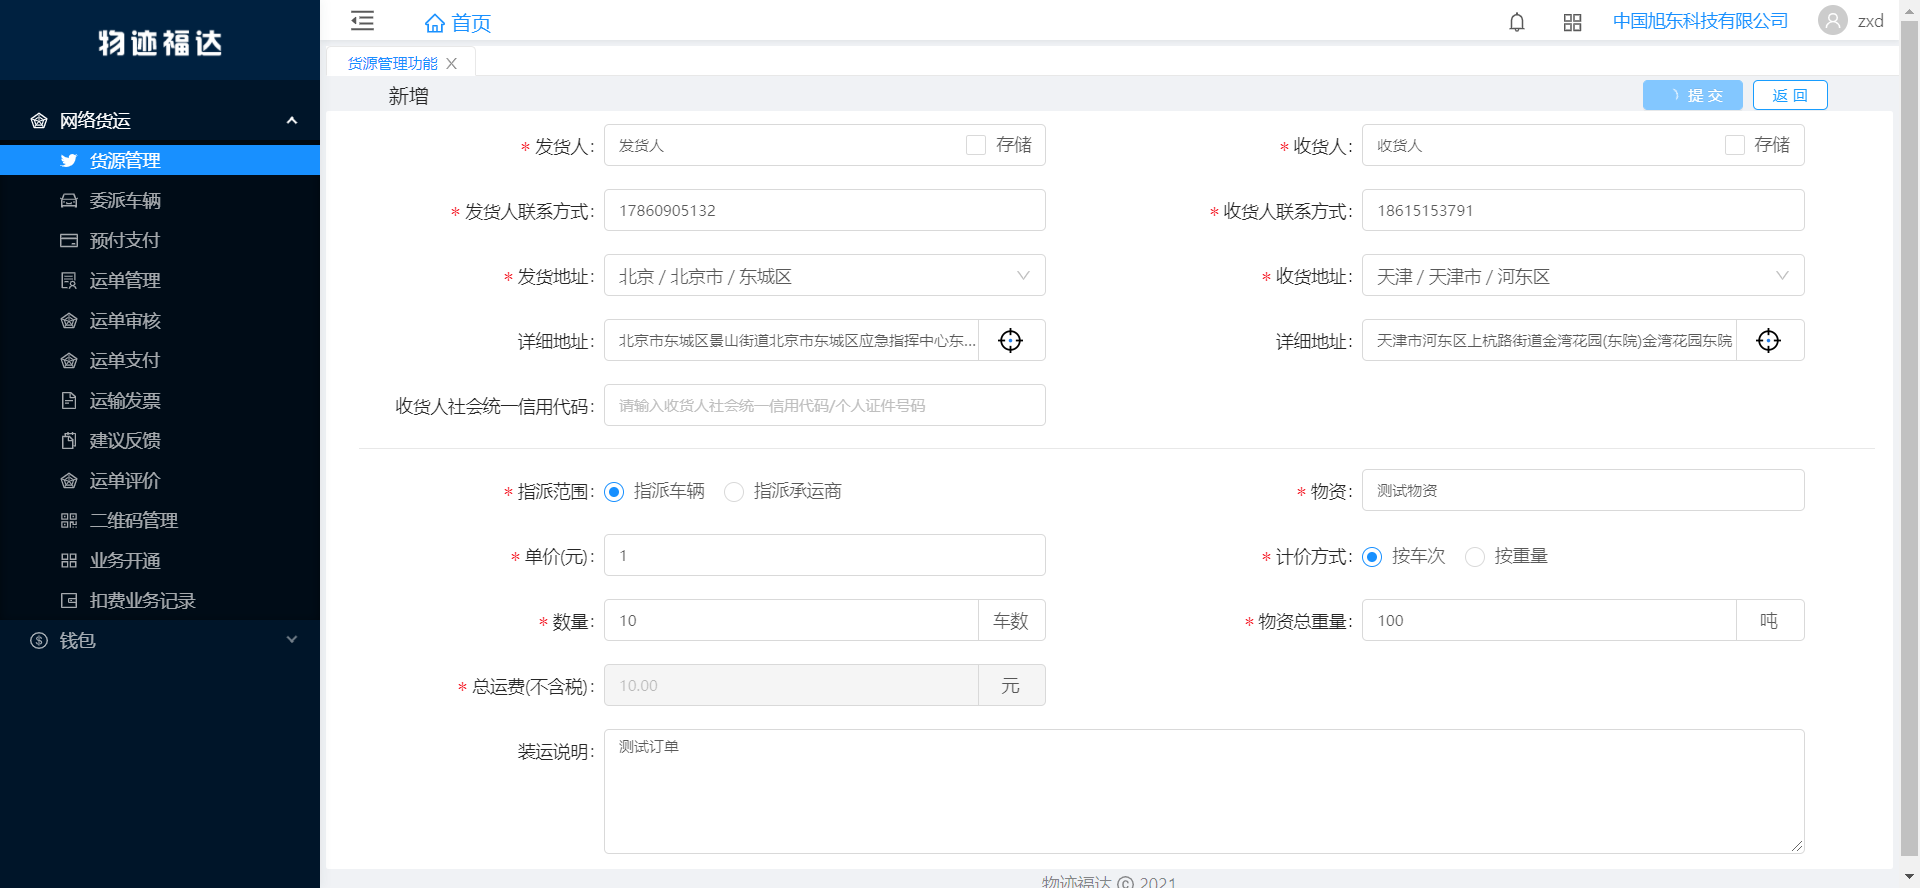 物迹福达
首页
中国旭东科技有限公司
zxd
货源管理功能
新增
提 交
返 回
网络货运
货源管理
委派车辆
预付支付
运单管理
运单审核
运单支付
运输发票
建议反馈
运单评价
二维码管理
业务开通
扣费业务记录
钱包
* 发货人: 发货人 存储
* 收货人: 收货人 存储
* 发货人联系方式: 17860905132
* 收货人联系方式: 18615153791
* 发货地址: 北京 / 北京市 / 东城区
* 收货地址: 天津 / 天津市 / 河东区
详细地址: 北京市东城区景山街道北京市东城区应急指挥中心东...
详细地址: 天津市河东区上杭路街道金湾花园(东院)金湾花园东院
收货人社会统一信用代码: 请输入收货人社会统一信用代码/个人证件号码
* 指派范围: 指派车辆 指派承运商
* 物资: 测试物资
* 单价(元): 1
* 计价方式: 按车次 按重量
* 数量: 10 车数
* 物资总重量: 100 吨
* 总运费(不含税): 10.00 元
装运说明: 测试订单
物迹福达 © 2021